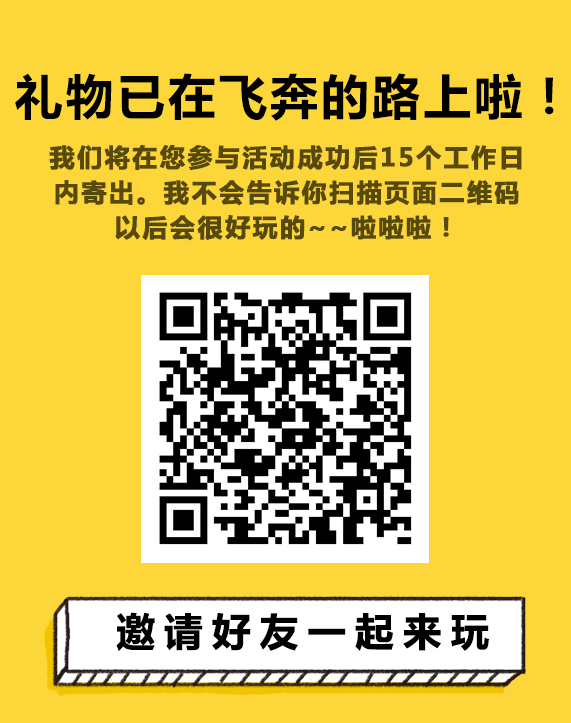 礼物已在飞奔的路上啦！
我们将在您参与活动成功后15个工作日
内寄出。我不会告诉你扫描页面二维码
以后会很好玩的~~啦啦啦！
邀请好友一起来玩